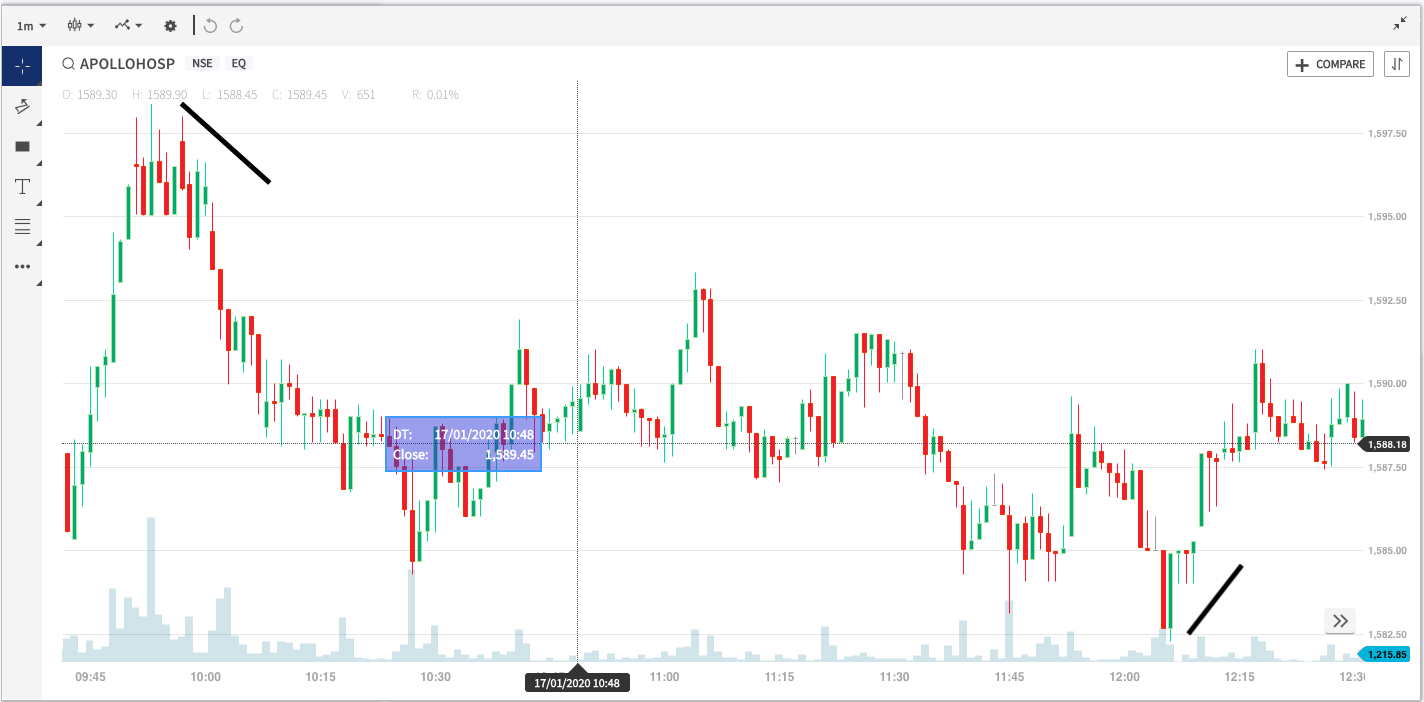 1m
APOLLOHOSP NSE EQ
COMPARE
O: 1589.30 H: 1589.90 L: 1588.45 C: 1589.45 V: 651 R: 0.01%
1,597.50
T
1,595.00
1,592.50
1,590.00
DT: 17/01/2020 10:48
1,588.18
Close: 1,589.45
1,587.50
1,585.00
1,582.50
1,215.85
09:45 10:00 10:15 10:30 17/01/2020 10:48 11:00 11:15 11:30 11:45 12:00 12:15 12:30